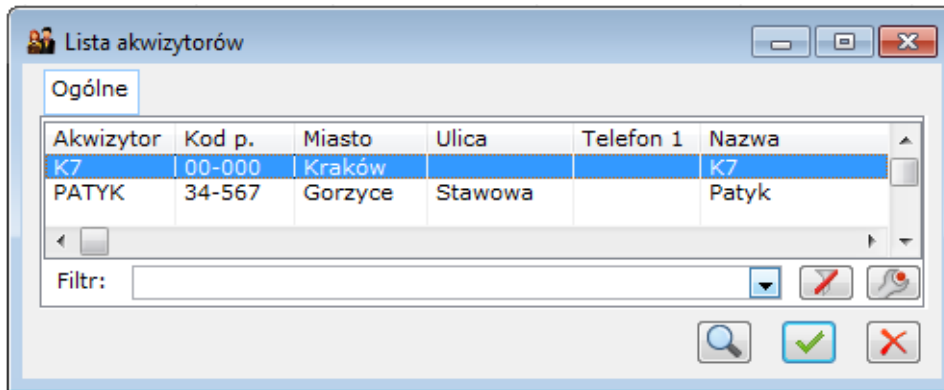 Lista akwizytorów
Ogólne
Akwizytor Kod p. Miasto Ulica Telefon 1 Nazwa
K7 00-000 Kraków K7
PATYK 34-567 Gorzyce Stawowa Patyk
Filtr: